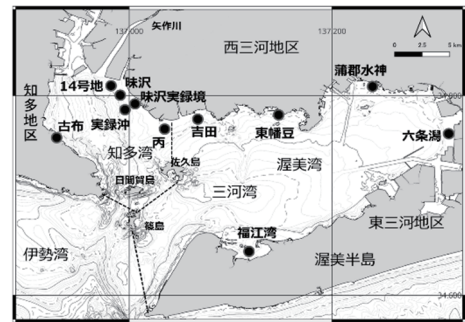 矢作川
137.000
137.200
西三河地区
0 2.5 5 km
知多地区
14号地
味沢
味沢実録境
蒲郡水神
34.800
実録沖
古布
丙
吉田
東幡豆
六条潟
知多湾
佐久島
渥美湾
日間賀島
三河湾
篠島
東三河地区
福江湾
伊勢湾
渥美半島
34.600